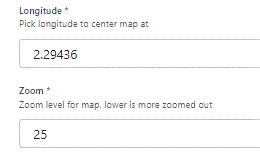 Longitude *
Pick longitude to center map at
2.29436
Zoom *
Zoom level for map, lower is more zoomed out
25